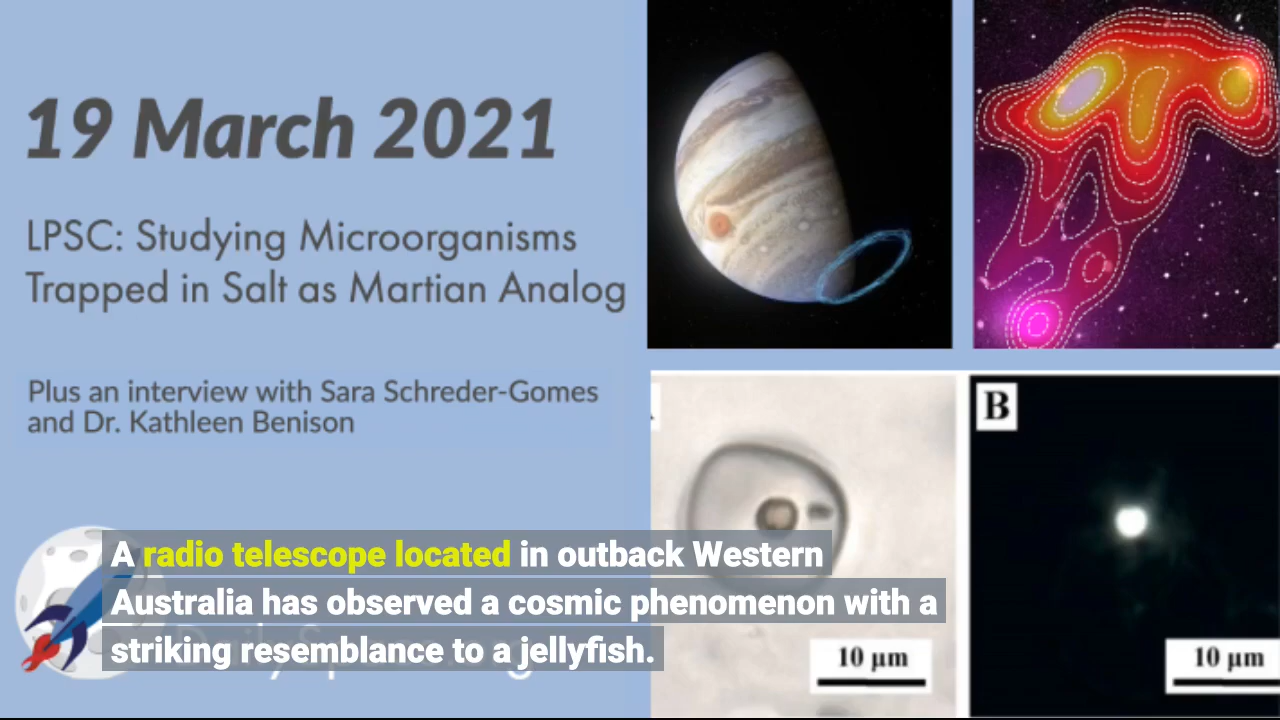 19 March 2021
LPSC: Studying Microorganisms
Trapped in Salt as Martian Analog
Plus an interview with Sara Schreder-Gomes
and Dr. Kathleen Benison
B
A radio telescope located in outback Western
Australia has observed a cosmic phenomenon with a
striking resemblance to a jellyfish.
10 µm
10 µm